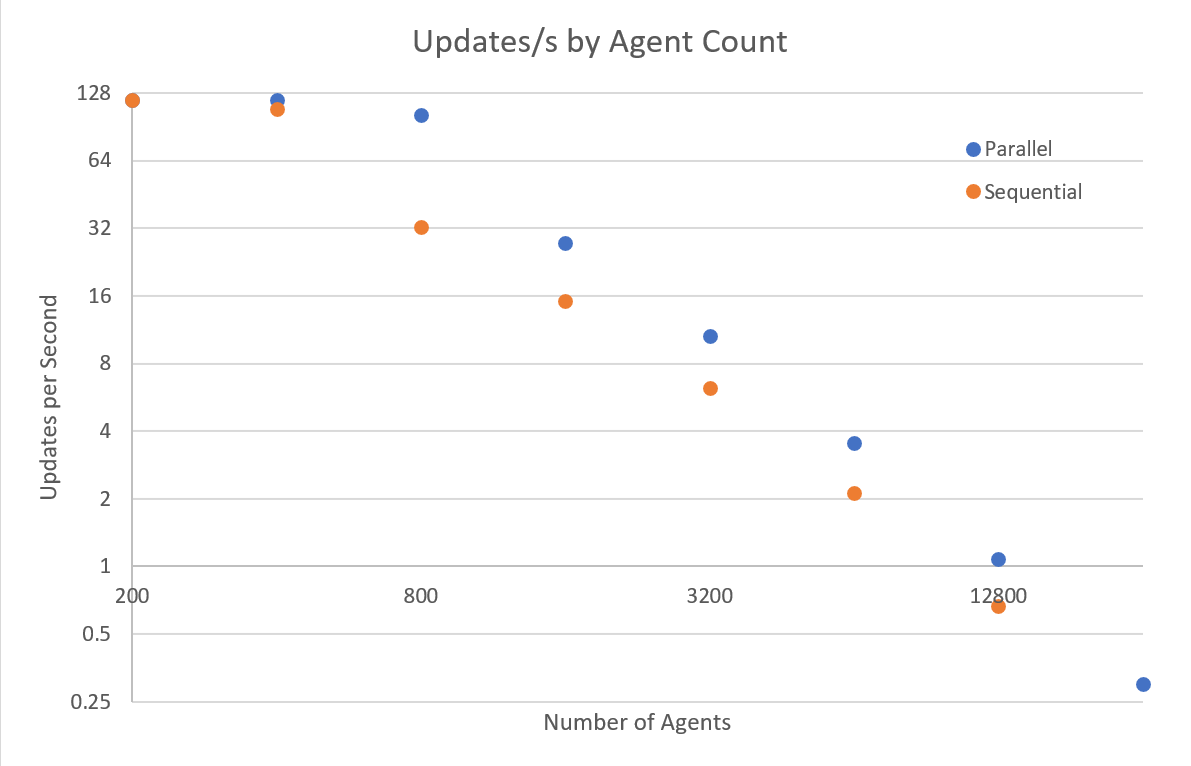 Updates/s by Agent Count
128
64
32
16
8
4
2
1
0.5
0.25
Updates per Second
Parallel
Sequential
200 800 3200 12800
Number of Agents